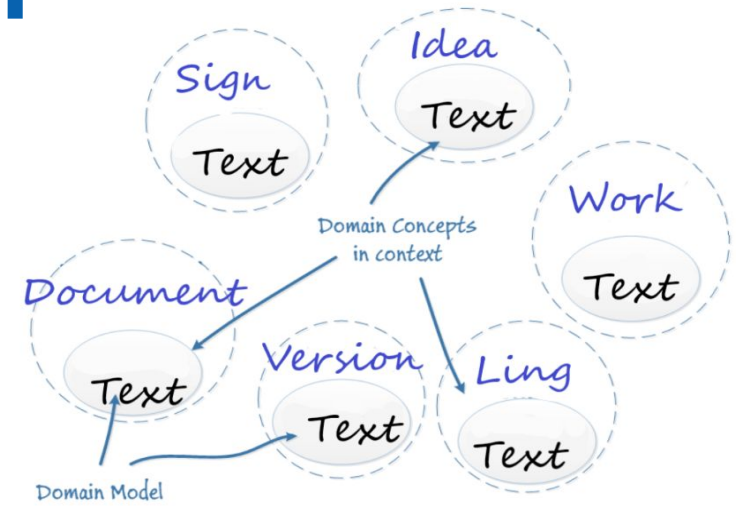 Idea
Text
Sign
Text
Work
Text
Domain Concepts
in context
Document
Text
Version
Text
Ling
Text
Domain Model